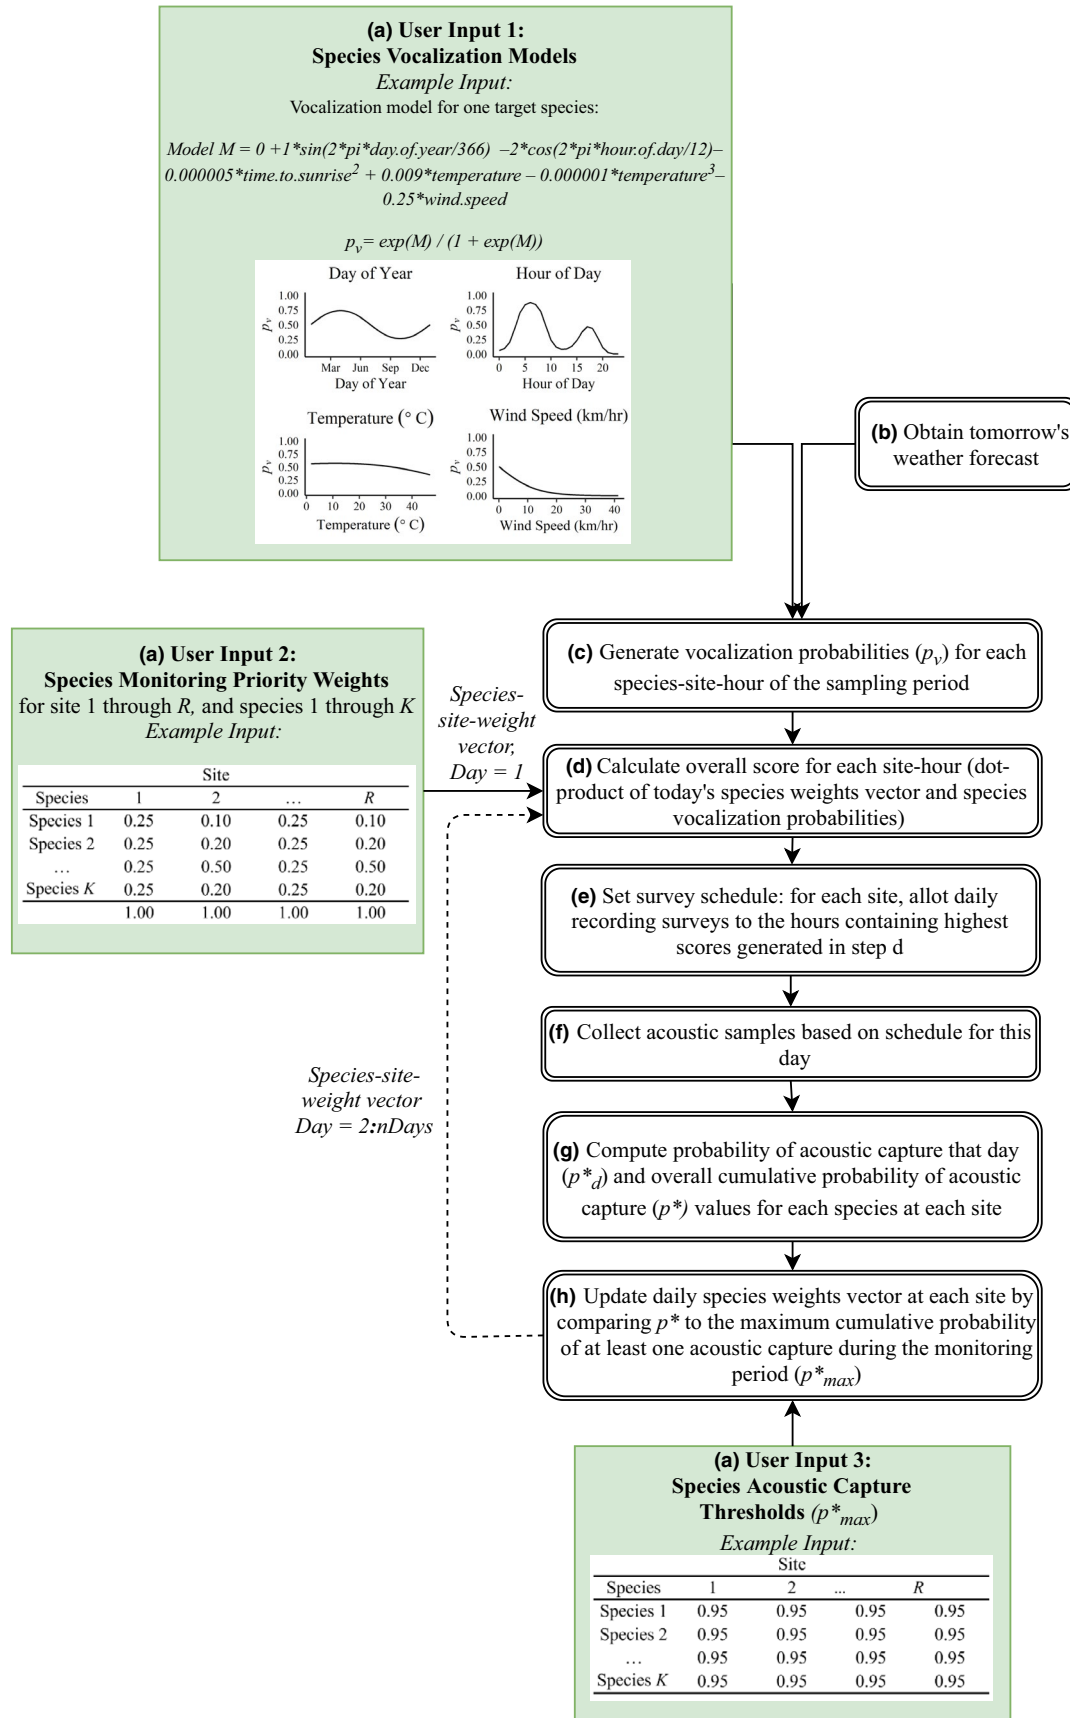 (a) User Input 1:
Species Vocalization Models
Example Input:
Vocalization model for one target species:
Model M = 0 +1*sin(2*pi*day.of.year/366) –2*cos(2*pi*hour.of.day/12)–
0.000005*time.to.sunrise² + 0.009*temperature – 0.000001*temperature³–
0.25*wind.speed
pᵥ= exp(M) / (1 + exp(M))
Day of Year
1.00
0.75
0.50
0.25
0.00
pᵥ
Mar Jun Sep Dec
Day of Year
Hour of Day
1.00
0.75
0.50
0.25
0.00
pᵥ
0 5 10 15 20
Hour of Day
Temperature (° C)
1.00
0.75
0.50
0.25
0.00
pᵥ
0 10 20 30 40
Temperature (° C)
Wind Speed (km/hr)
1.00
0.75
0.50
0.25
0.00
pᵥ
0 10 20 30 40
Wind Speed (km/hr)
(b) Obtain tomorrow's
weather forecast
(c) Generate vocalization probabilities (pᵥ) for each
species-site-hour of the sampling period
(a) User Input 2:
Species Monitoring Priority Weights
for site 1 through R, and species 1 through K
Example Input:
Site
Species 1 2 ... R
Species 1 0.25 0.10 0.25 0.10
Species 2 0.25 0.20 0.25 0.20
... 0.25 0.50 0.25 0.50
Species K 0.25 0.20 0.25 0.20
1.00 1.00 1.00 1.00
Species-
site-weight
vector,
Day = 1
(d) Calculate overall score for each site-hour (dot-
product of today's species weights vector and species
vocalization probabilities)
(e) Set survey schedule: for each site, allot daily
recording surveys to the hours containing highest
scores generated in step d
(f) Collect acoustic samples based on schedule for this
day
Species-site-
weight vector
Day = 2:nDays
(g) Compute probability of acoustic capture that day
(p*_d) and overall cumulative probability of acoustic
capture (p*) values for each species at each site
(h) Update daily species weights vector at each site by
comparing p* to the maximum cumulative probability
of at least one acoustic capture during the monitoring
period (p*_max)
(a) User Input 3:
Species Acoustic Capture
Thresholds (p*_max)
Example Input:
Site
Species 1 2 ... R
Species 1 0.95 0.95 0.95 0.95
Species 2 0.95 0.95 0.95 0.95
... 0.95 0.95 0.95 0.95
Species K 0.95 0.95 0.95 0.95